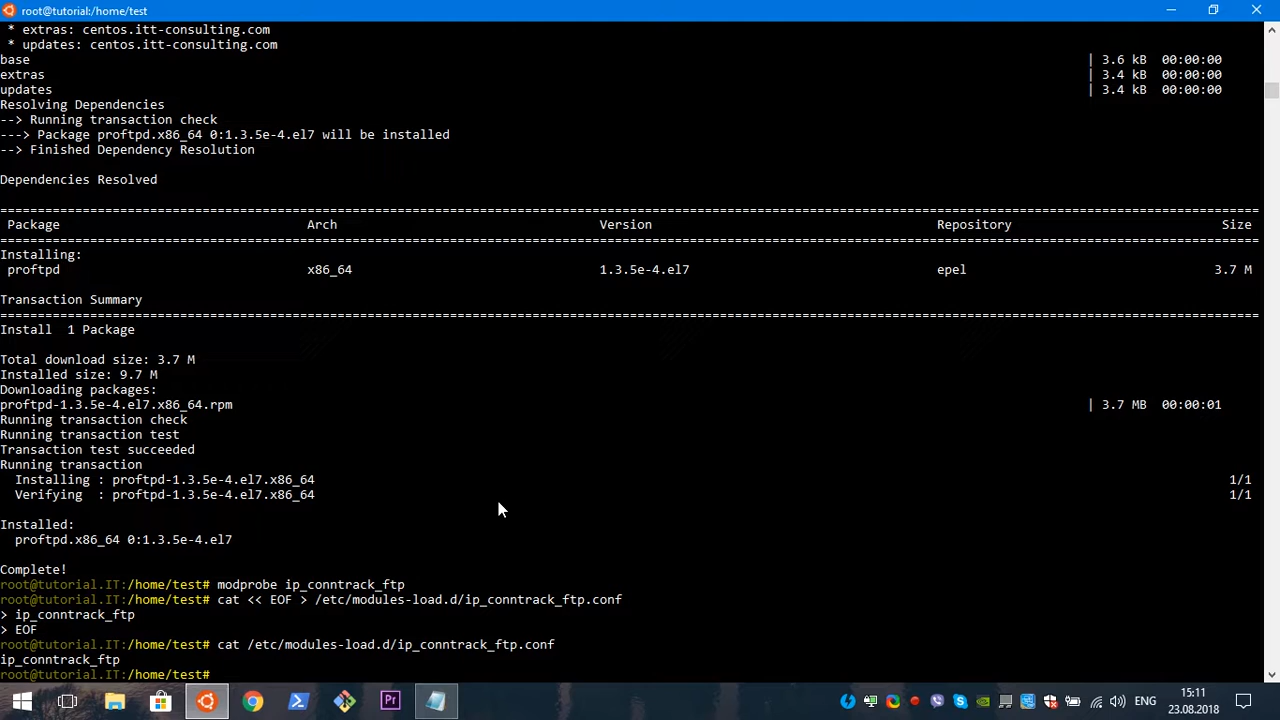 root@tutorial:/home/test
* extras: centos.itt-consulting.com
* updates: centos.itt-consulting.com
base | 3.6 kB 00:00:00
extras | 3.4 kB 00:00:00
updates | 3.4 kB 00:00:00
Resolving Dependencies
--> Running transaction check
---> Package proftpd.x86_64 0:1.3.5e-4.el7 will be installed
--> Finished Dependency Resolution
Dependencies Resolved
Package Arch Version Repository Size
Installing:
proftpd x86_64 1.3.5e-4.el7 epel 3.7 M
Transaction Summary
Install 1 Package
Total download size: 3.7 M
Installed size: 9.7 M
Downloading packages:
proftpd-1.3.5e-4.el7.x86_64.rpm | 3.7 MB 00:00:01
Running transaction check
Running transaction test
Transaction test succeeded
Running transaction
Installing : proftpd-1.3.5e-4.el7.x86_64 1/1
Verifying : proftpd-1.3.5e-4.el7.x86_64 1/1
Installed:
proftpd.x86_64 0:1.3.5e-4.el7
Complete!
root@tutorial.IT:/home/test# modprobe ip_conntrack_ftp
root@tutorial.IT:/home/test# cat << EOF > /etc/modules-load.d/ip_conntrack_ftp.conf
> ip_conntrack_ftp
> EOF
root@tutorial.IT:/home/test# cat /etc/modules-load.d/ip_conntrack_ftp.conf
ip_conntrack_ftp
root@tutorial.IT:/home/test#
Pr
ENG
15:11
23.08.2018